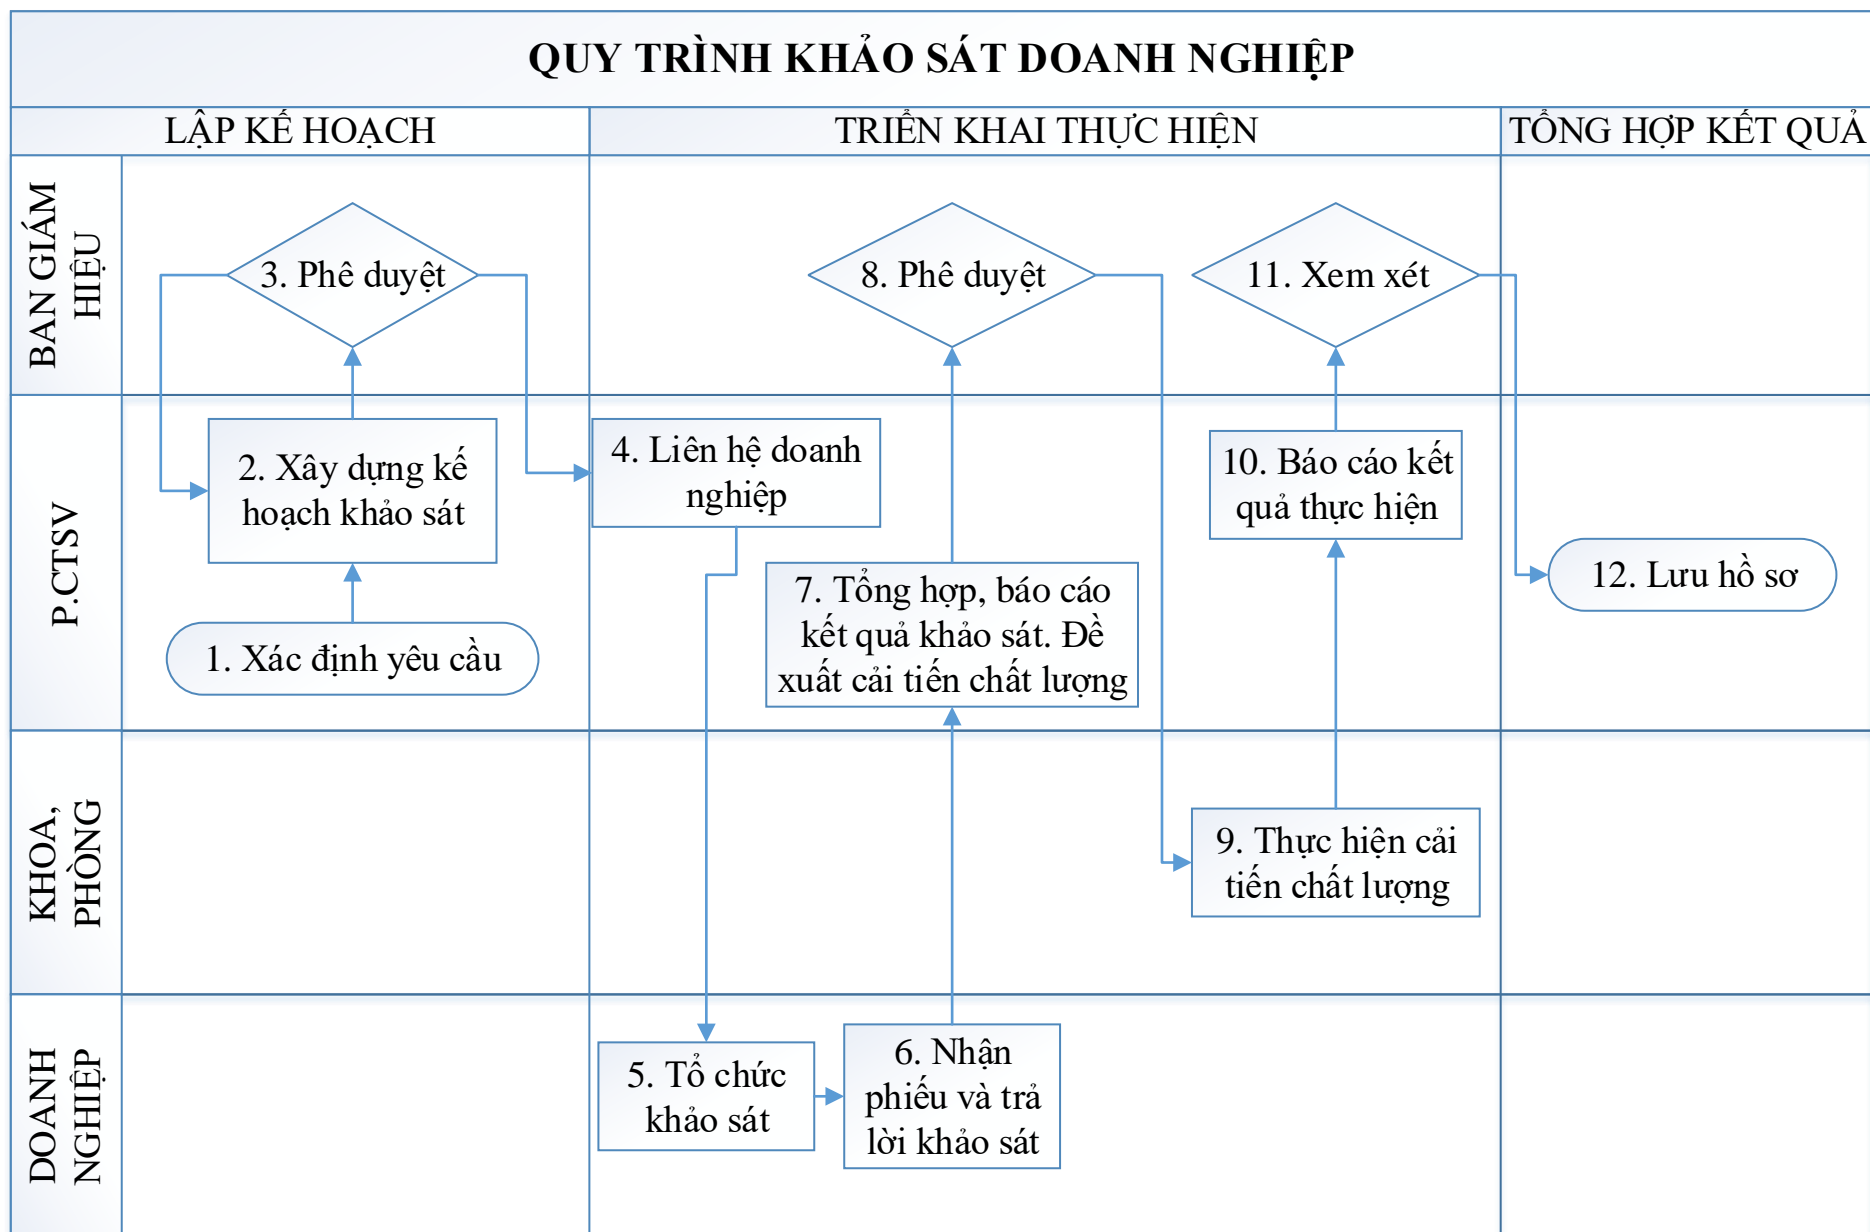 QUY TRÌNH KHẢO SÁT DOANH NGHIỆP
LẬP KẾ HOẠCH
TRIỂN KHAI THỰC HIỆN
TỔNG HỢP KẾT QUẢ
BAN GIÁM
HIỆU
3. Phê duyệt
8. Phê duyệt
11. Xem xét
P.CTSV
2. Xây dựng kế
hoạch khảo sát
1. Xác định yêu cầu
4. Liên hệ doanh
nghiệp
7. Tổng hợp, báo cáo
kết quả khảo sát. Đề
xuất cải tiến chất lượng
10. Báo cáo kết
quả thực hiện
12. Lưu hồ sơ
KHOA,
PHÒNG
9. Thực hiện cải
tiến chất lượng
DOANH
NGHIỆP
5. Tổ chức
khảo sát
6. Nhận
phiếu và trả
lời khảo sát